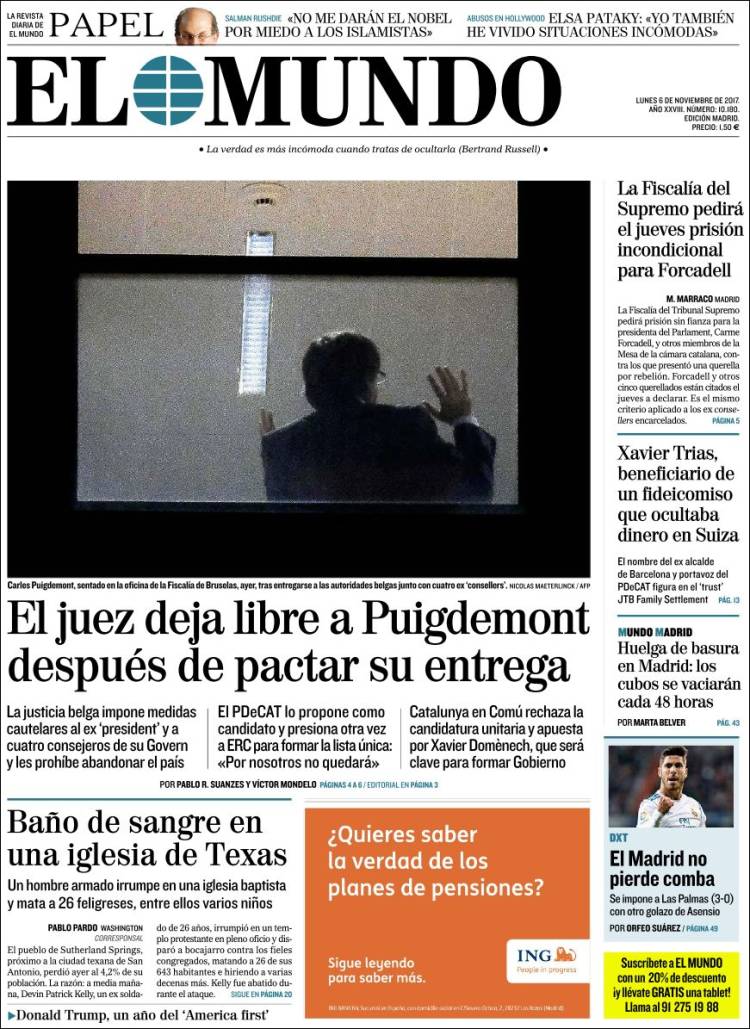 LA REVISTA
DIARIA DE
EL MUNDO
PAPEL
SALMAN RUSHDIE «NO ME DARÁN EL NOBEL
POR MIEDO A LOS ISLAMISTAS»
ABUSOS EN HOLLYWOOD ELSA PATAKY: «YO TAMBIÉN
HE VIVIDO SITUACIONES INCÓMODAS»
EL MUNDO
LUNES 6 DE NOVIEMBRE DE 2017.
AÑO XXVIII. NÚMERO: 10.180.
EDICIÓN MADRID.
PRECIO: 1,50 €
• La verdad es más incómoda cuando tratas de ocultarla (Bertrand Russell) •
Carles Puigdemont, sentado en la oficina de la Fiscalía de Bruselas, ayer, tras entregarse a las autoridades belgas junto con cuatro ex 'consellers'. NICOLAS MAETERLINCK / AFP
El juez deja libre a Puigdemont
después de pactar su entrega
La justicia belga impone medidas
cautelares al ex 'president' y a
cuatro consejeros de su Govern
y les prohíbe abandonar el país
El PDeCAT lo propone como
candidato y presiona otra vez
a ERC para formar la lista única:
«Por nosotros no quedará»
Catalunya en Comú rechaza la
candidatura unitaria y apuesta
por Xavier Domènech, que será
clave para formar Gobierno
POR PABLO R. SUANZES Y VÍCTOR MONDELO PÁGINAS 4 A 6 / EDITORIAL EN PÁGINA 3
La Fiscalía del
Supremo pedirá
el jueves prisión
incondicional
para Forcadell
M. MARRACO MADRID
La Fiscalía del Tribunal Supremo
pedirá prisión sin fianza para la
presidenta del Parlament, Carme
Forcadell, y otros miembros de la
Mesa de la cámara catalana, con-
tra los que presentó una querella
por rebelión. Forcadell y otros
cinco querellados están citados el
jueves a declarar. Es el mismo
criterio aplicado a los ex conse-
llers encarcelados. PÁGINA 5
Xavier Trias,
beneficiario de
un fideicomiso
que ocultaba
dinero en Suiza
El nombre del ex alcalde
de Barcelona y portavoz del
PDeCAT figura en el 'trust'
JTB Family Settlement PÁG. 13
MUNDO MADRID
Huelga de basura
en Madrid: los
cubos se vaciarán
cada 48 horas
POR MARTA BELVER PÁG. 43
DXT
El Madrid no
pierde comba
Se impone a Las Palmas (3-0)
con otro golazo de Asensio
POR ORFEO SUÁREZ / PÁGINA 49
Suscríbete a EL MUNDO
con un 20% de descuento
¡y llévate GRATIS una tablet!
Llama al 91 275 19 88
Baño de sangre en
una iglesia de Texas
Un hombre armado irrumpe en una iglesia baptista
y mata a 26 feligreses, entre ellos varios niños
PABLO PARDO WASHINGTON
CORRESPONSAL
El pueblo de Sutherland Springs,
próximo a la ciudad texana de San
Antonio, perdió ayer al 4,2% de su
población. La razón: a media maña-
na, Devin Patrick Kelly, un ex solda-
do de 26 años, irrumpió en un tem-
plo protestante en pleno oficio y dis-
paró a bocajarro contra los fieles
congregados, matando a 26 de sus
643 habitantes e hiriendo a varias
decenas más. Kelly fue abatido du-
rante el ataque. SIGUE EN PÁGINA 20
▶Donald Trump, un año del 'America first'
¿Quieres saber
la verdad de los
planes de pensiones?
Sigue leyendo
para saber más.
ING
People in progress